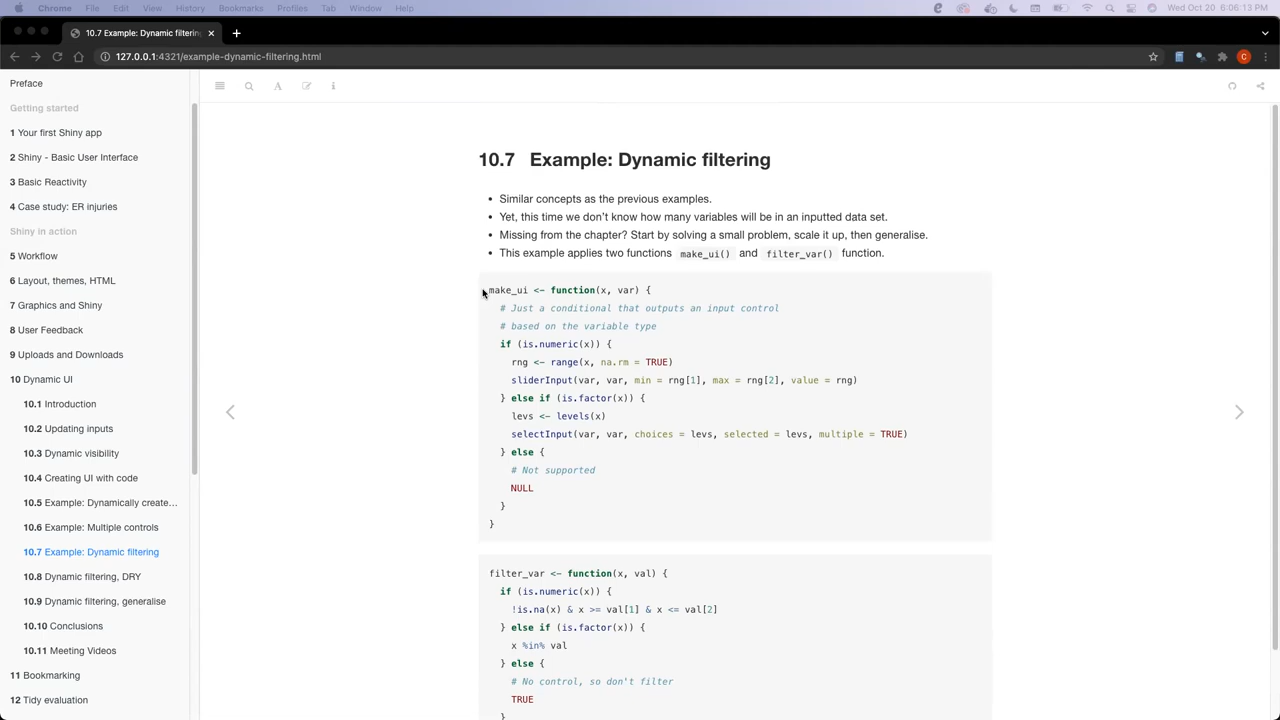 Chrome File Edit View History Bookmarks Profiles Tab Window Help Wed Oct 20 6:06:13 PM
10.7 Example: Dynamic filterin
127.0.0.1:4321/example-dynamic-filtering.html
C
Preface
Getting started
1 Your first Shiny app
2 Shiny - Basic User Interface
3 Basic Reactivity
4 Case study: ER injuries
Shiny in action
5 Workflow
6 Layout, themes, HTML
7 Graphics and Shiny
8 User Feedback
9 Uploads and Downloads
10 Dynamic UI
10.1 Introduction
10.2 Updating inputs
10.3 Dynamic visibility
10.4 Creating UI with code
10.5 Example: Dynamically create...
10.6 Example: Multiple controls
10.7 Example: Dynamic filtering
10.8 Dynamic filtering, DRY
10.9 Dynamic filtering, generalise
10.10 Conclusions
10.11 Meeting Videos
11 Bookmarking
12 Tidy evaluation
A
10.7 Example: Dynamic filtering
• Similar concepts as the previous examples.
• Yet, this time we don't know how many variables will be in an inputted data set.
• Missing from the chapter? Start by solving a small problem, scale it up, then generalise.
• This example applies two functions make_ui() and filter_var() function.
make_ui <- function(x, var) {
# Just a conditional that outputs an input control
# based on the variable type
if (is.numeric(x)) {
rng <- range(x, na.rm = TRUE)
sliderInput(var, var, min = rng[1], max = rng[2], value = rng)
} else if (is.factor(x)) {
levs <- levels(x)
selectInput(var, var, choices = levs, selected = levs, multiple = TRUE)
} else {
# Not supported
NULL
}
}
filter_var <- function(x, val) {
if (is.numeric(x)) {
!is.na(x) & x >= val[1] & x <= val[2]
} else if (is.factor(x)) {
x %in% val
} else {
# No control, so don't filter
TRUE
}